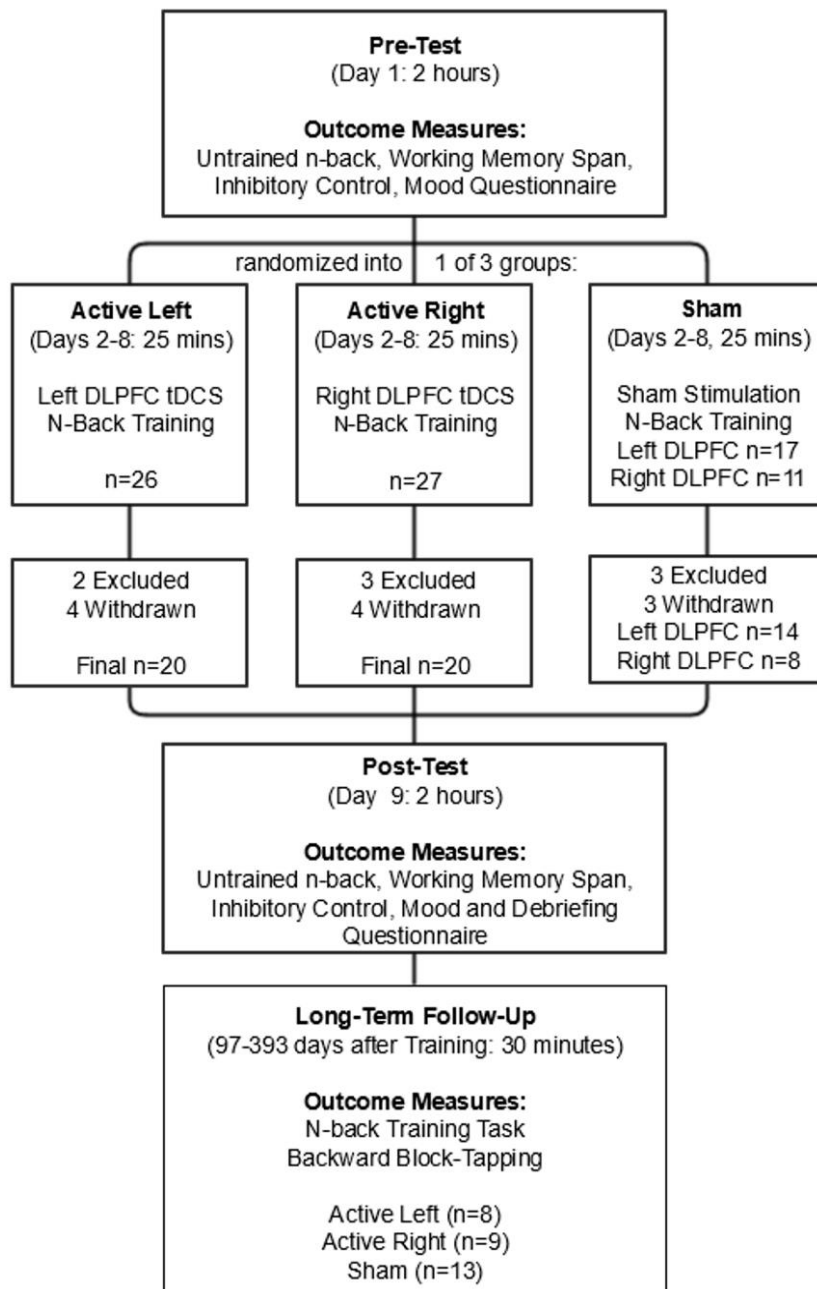 Pre-Test
(Day 1: 2 hours)
Outcome Measures:
Untrained n-back, Working Memory Span,
Inhibitory Control, Mood Questionnaire
randomized into 1 of 3 groups:
Active Left
(Days 2-8: 25 mins)
Left DLPFC tDCS
N-Back Training
n=26
Active Right
(Days 2-8: 25 mins)
Right DLPFC tDCS
N-Back Training
n=27
Sham
(Days 2-8, 25 mins)
Sham Stimulation
N-Back Training
Left DLPFC n=17
Right DLPFC n=11
2 Excluded
4 Withdrawn
Final n=20
3 Excluded
4 Withdrawn
Final n=20
3 Excluded
3 Withdrawn
Left DLPFC n=14
Right DLPFC n=8
Post-Test
(Day 9: 2 hours)
Outcome Measures:
Untrained n-back, Working Memory Span,
Inhibitory Control, Mood and Debriefing
Questionnaire
Long-Term Follow-Up
(97-393 days after Training: 30 minutes)
Outcome Measures:
N-back Training Task
Backward Block-Tapping
Active Left (n=8)
Active Right (n=9)
Sham (n=13)